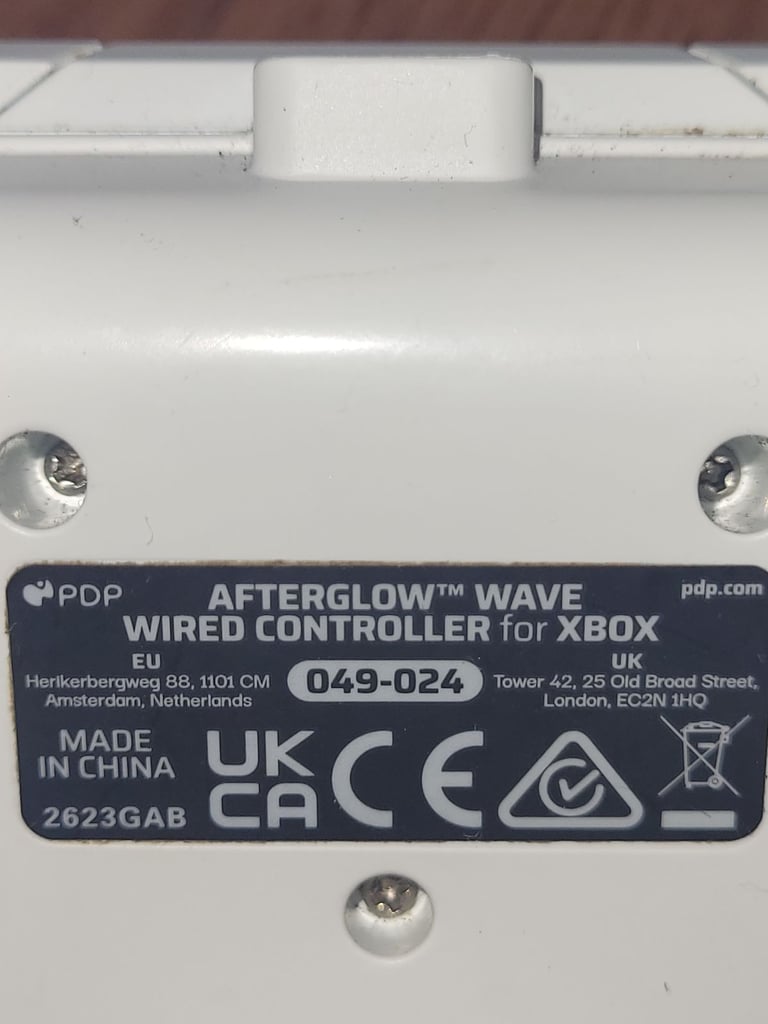 PDP
AFTERGLOW™ WAVE
pdp.com
WIRED CONTROLLER for XBOX
EU
Herikerbergweg 88, 1101 CM
Amsterdam, Netherlands
049-024
UK
Tower 42, 25 Old Broad Street,
London, EC2N 1HQ
MADE
IN CHINA
2623GAB
UK
CA
CE